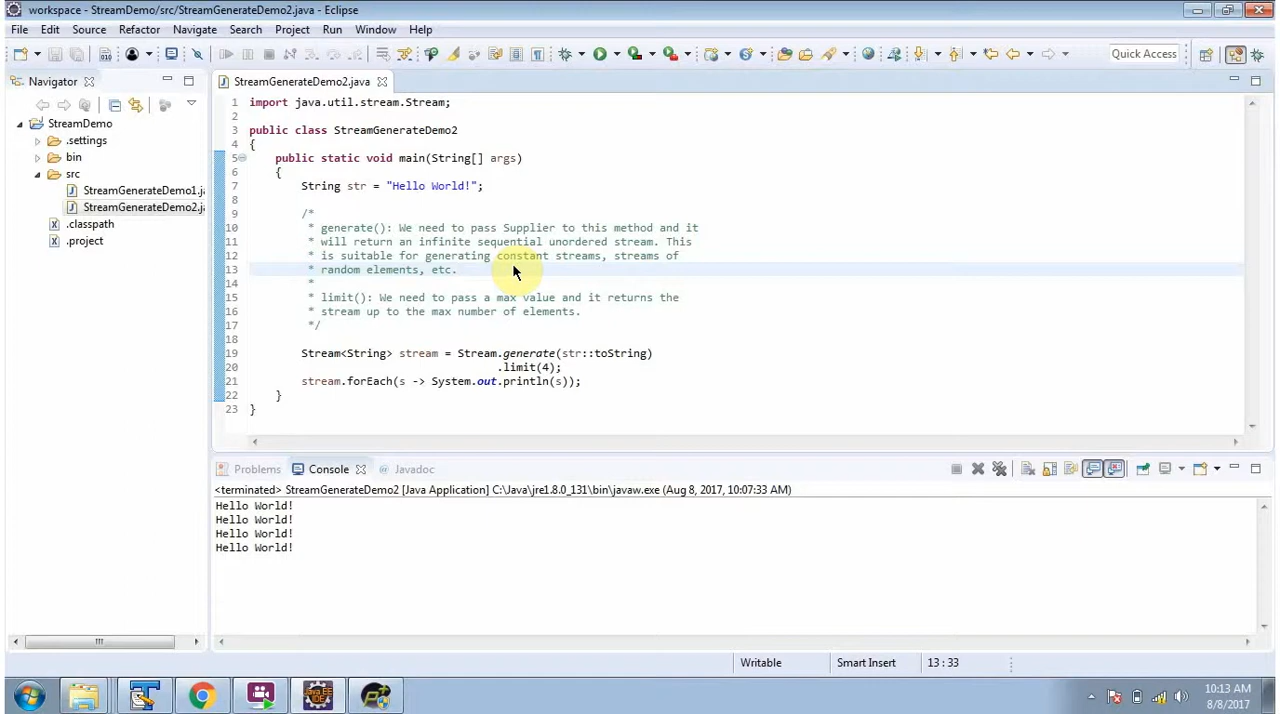 workspace - StreamDemo/src/StreamGenerateDemo2.java - Eclipse
File Edit Source Refactor Navigate Search Project Run Window Help
Quick Access
Navigator
StreamGenerateDemo2.java
StreamDemo
.settings
bin
src
StreamGenerateDemo1.j
StreamGenerateDemo2.j
.classpath
.project
1 import java.util.stream.Stream;
2
3 public class StreamGenerateDemo2
4 {
5 public static void main(String[] args)
6 {
7 String str = "Hello World!";
8
9 /*
10 * generate(): We need to pass Supplier to this method and it
11 * will return an infinite sequential unordered stream. This
12 * is suitable for generating constant streams, streams of
13 * random elements, etc.
14 *
15 * limit(): We need to pass a max value and it returns the
16 * stream up to the max number of elements.
17 */
18
19 Stream<String> stream = Stream.generate(str::toString)
20 .limit(4);
21 stream.forEach(s -> System.out.println(s));
22 }
23 }
Problems Console Javadoc
<terminated> StreamGenerateDemo2 [Java Application] C:\Java\jre1.8.0_131\bin\javaw.exe (Aug 8, 2017, 10:07:33 AM)
Hello World!
Hello World!
Hello World!
Hello World!
Writable Smart Insert 13 : 33
Java EE
IDE
10:13 AM
8/8/2017